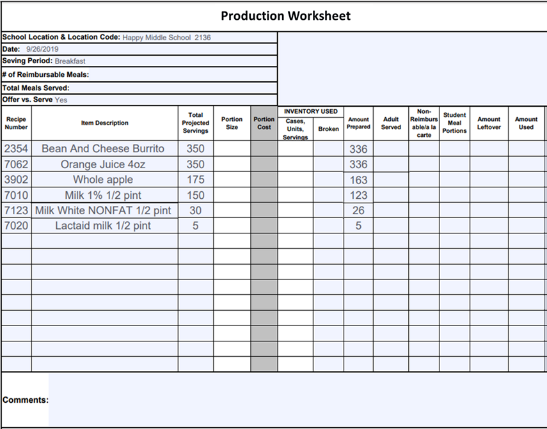 Production Worksheet
School Location & Location Code: Happy Middle School 2136
Date: 9/26/2019
Seving Period: Breakfast
# of Reimbursable Meals:
Total Meals Served:
Offer vs. Serve Yes
Recipe Number Item Description Total Projected Servings Portion Size Portion Cost INVENTORY USED Cases, Units, Servings Broken Amount Prepared Adult Served Non-Reimburs able/a la carte Student Meal Portions Amount Leftover Amount Used
2354 Bean And Cheese Burrito 350 336
7062 Orange Juice 4oz 350 336
3902 Whole apple 175 163
7010 Milk 1% 1/2 pint 150 123
7123 Milk White NONFAT 1/2 pint 30 26
7020 Lactaid milk 1/2 pint 5 5
Comments: